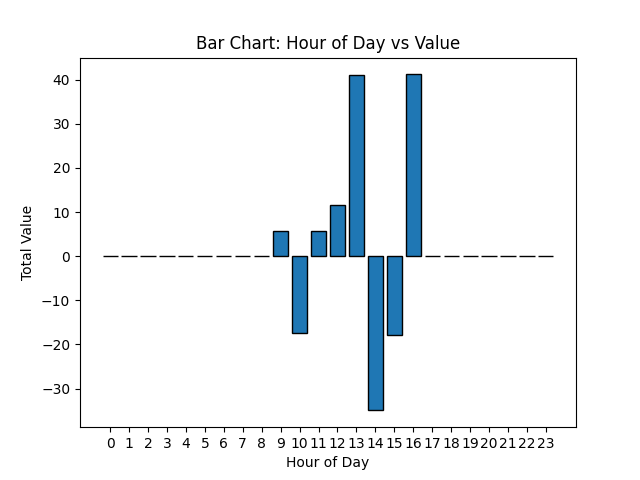 Bar Chart: Hour of Day vs Value
Total Value
40
30
20
10
0
−10
−20
−30
0 1 2 3 4 5 6 7 8 9 10 11 12 13 14 15 16 17 18 19 20 21 22 23
Hour of Day